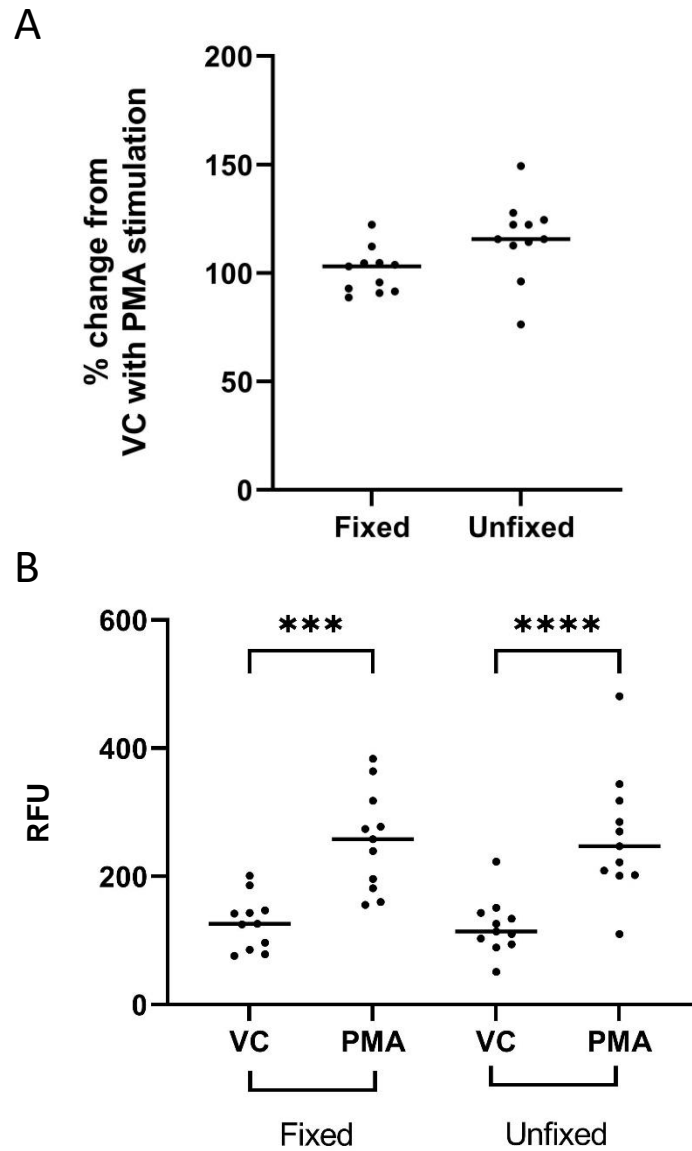 A
% change from
VC with PMA stimulation
200
150
100
50
0
Fixed Unfixed
B
RFU
600
400
200
0
*** ****
VC PMA VC PMA
Fixed Unfixed